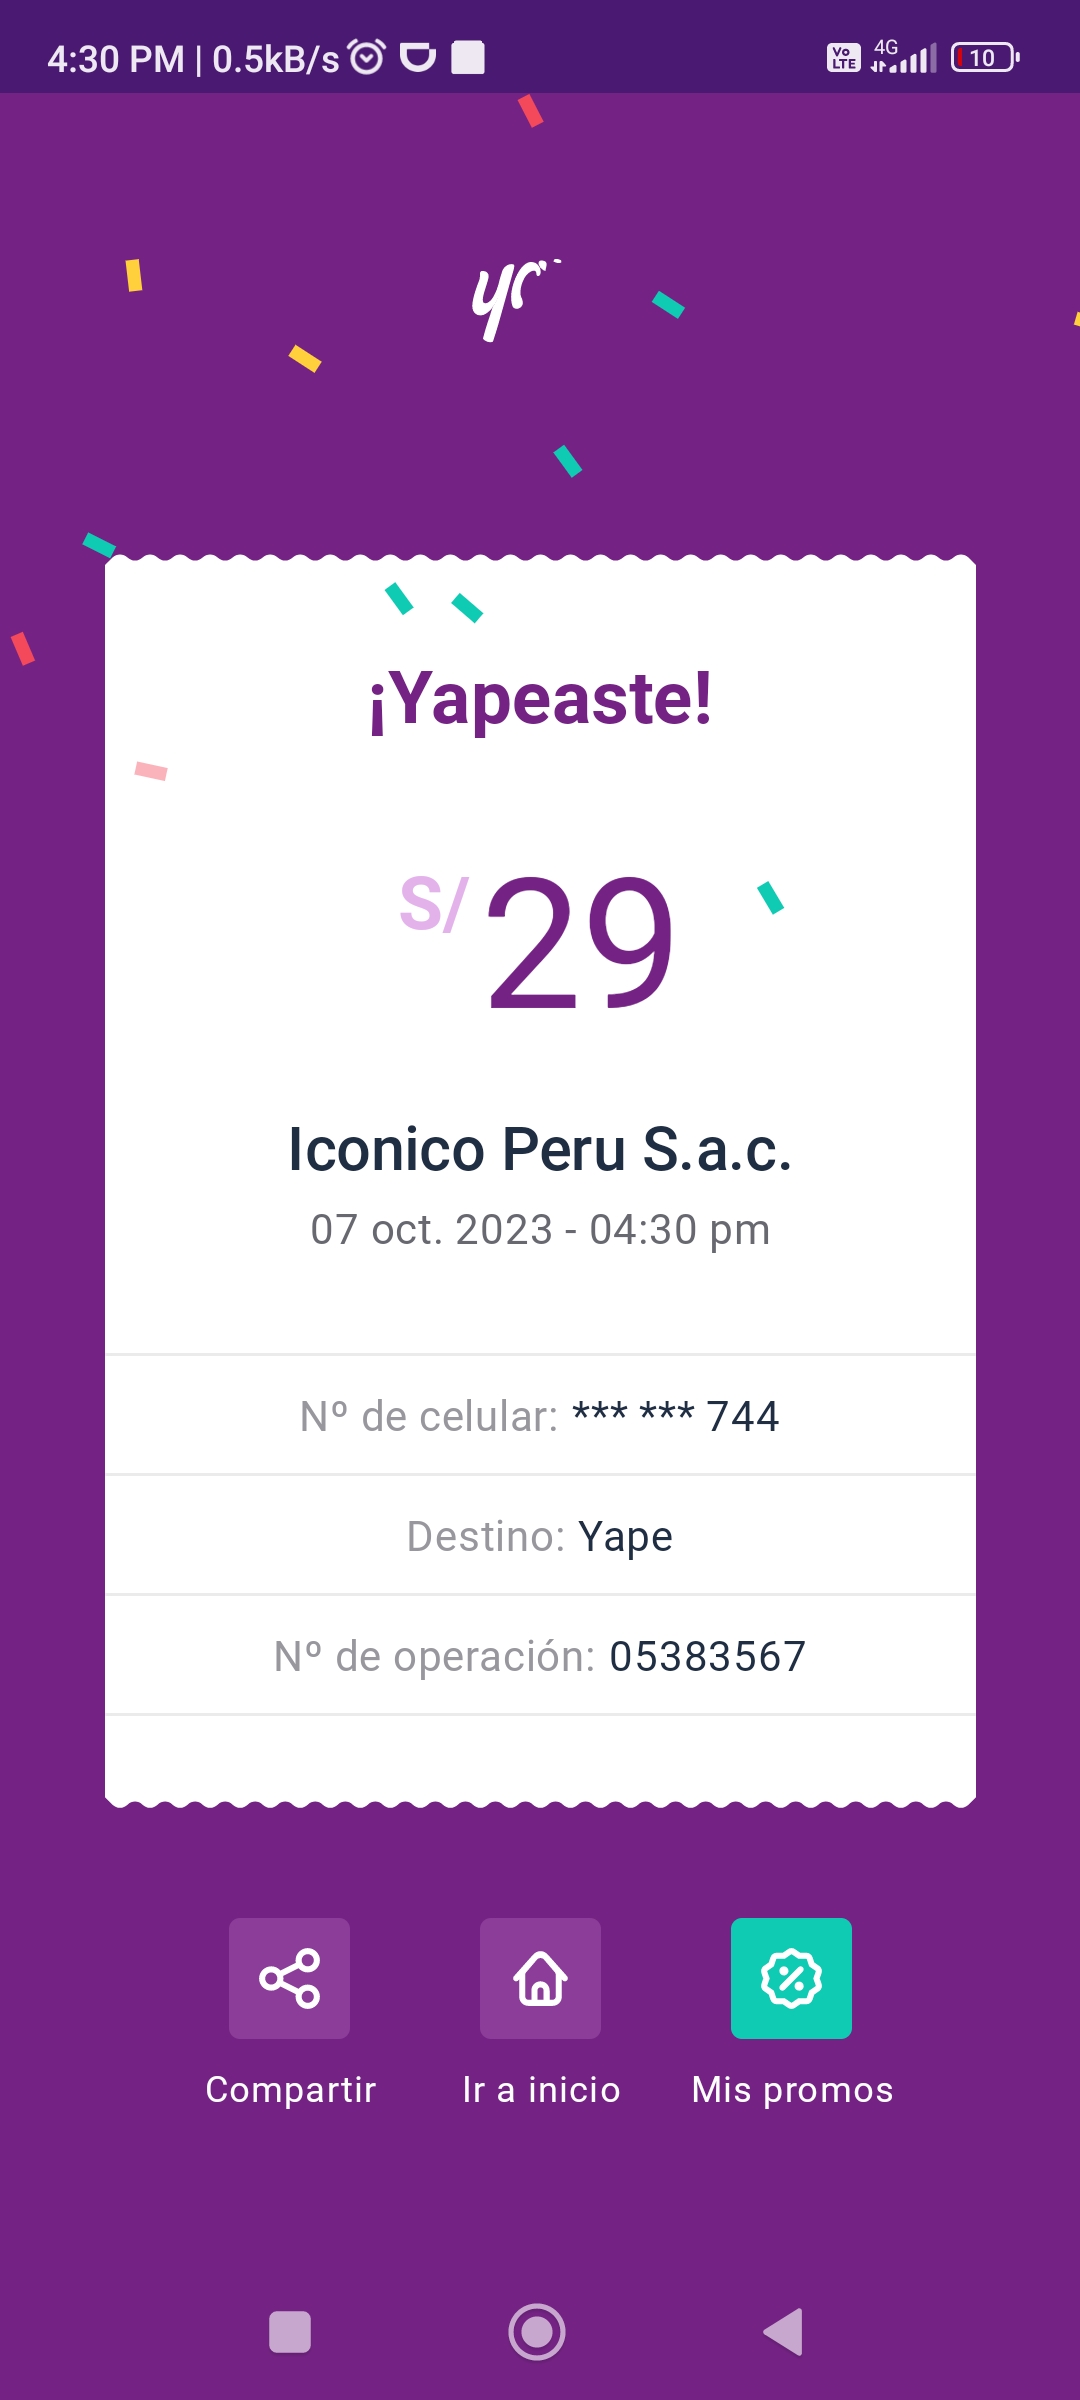 4:30 PM | 0.5kB/s
Vo LTE 4G 10
¡Yapeaste!
S/ 29
Iconico Peru S.a.c.
07 oct. 2023 - 04:30 pm
Nº de celular: *** *** 744
Destino: Yape
Nº de operación: 05383567
Compartir Ir a inicio Mis promos